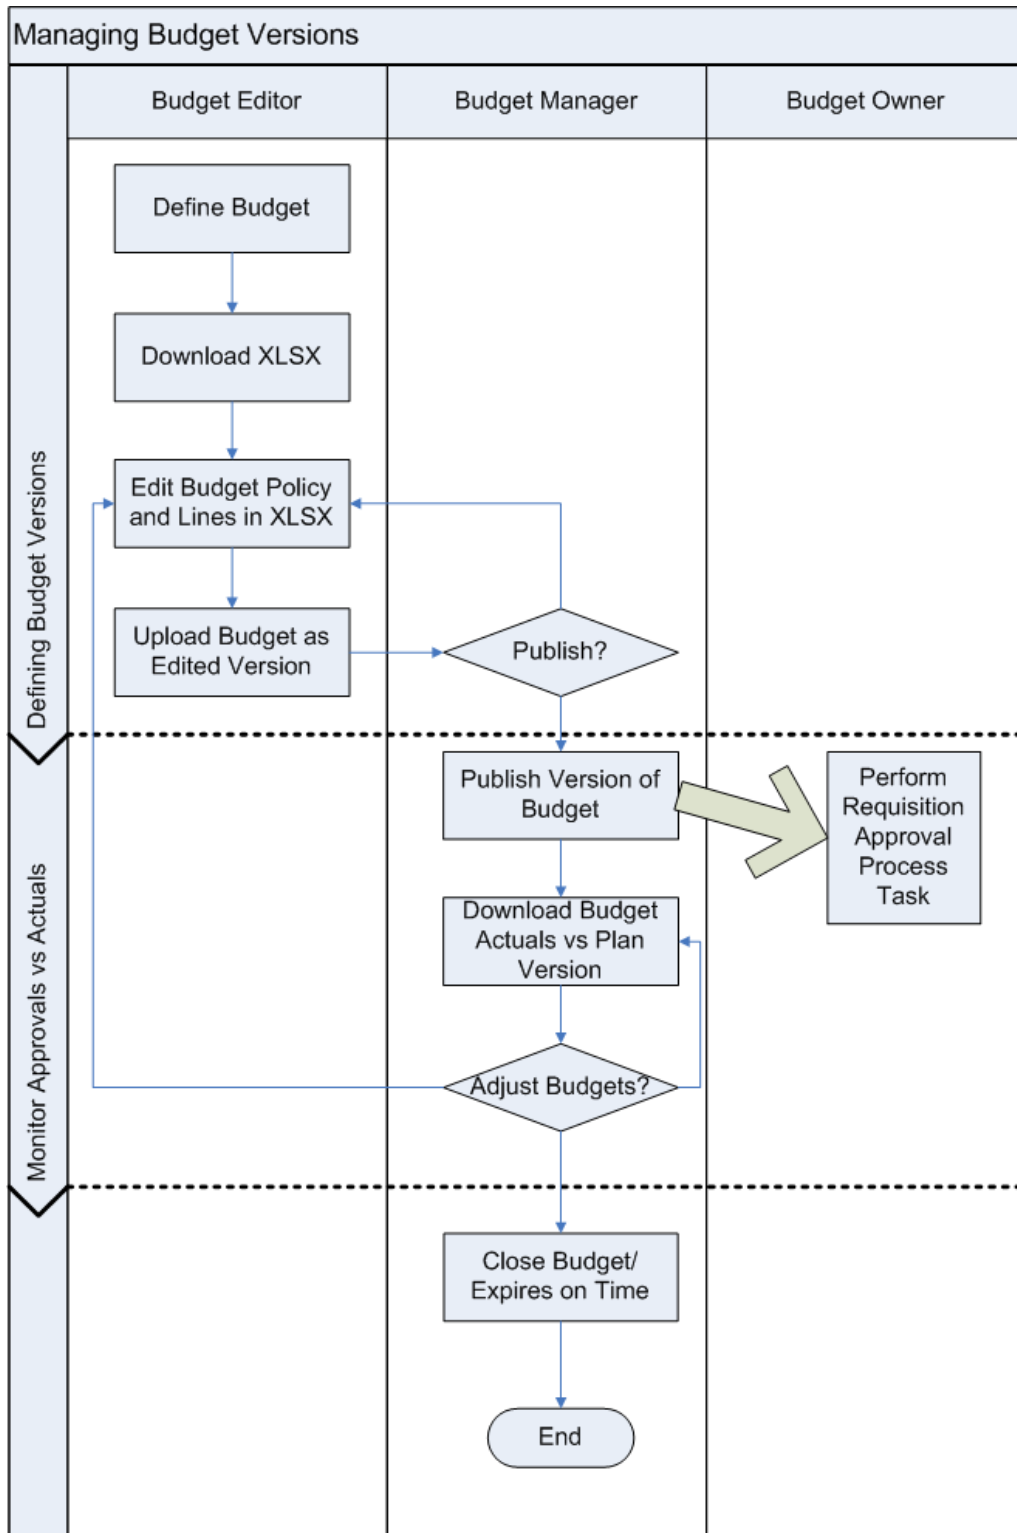 Managing Budget Versions
Budget Editor
Budget Manager
Budget Owner
Defining Budget Versions
Define Budget
Download XLSX
Edit Budget Policy
and Lines in XLSX
Upload Budget as
Edited Version
Publish?
Monitor Approvals vs Actuals
Publish Version of
Budget
Perform
Requisition
Approval
Process
Task
Download Budget
Actuals vs Plan
Version
Adjust Budgets?
Close Budget/
Expires on Time
End